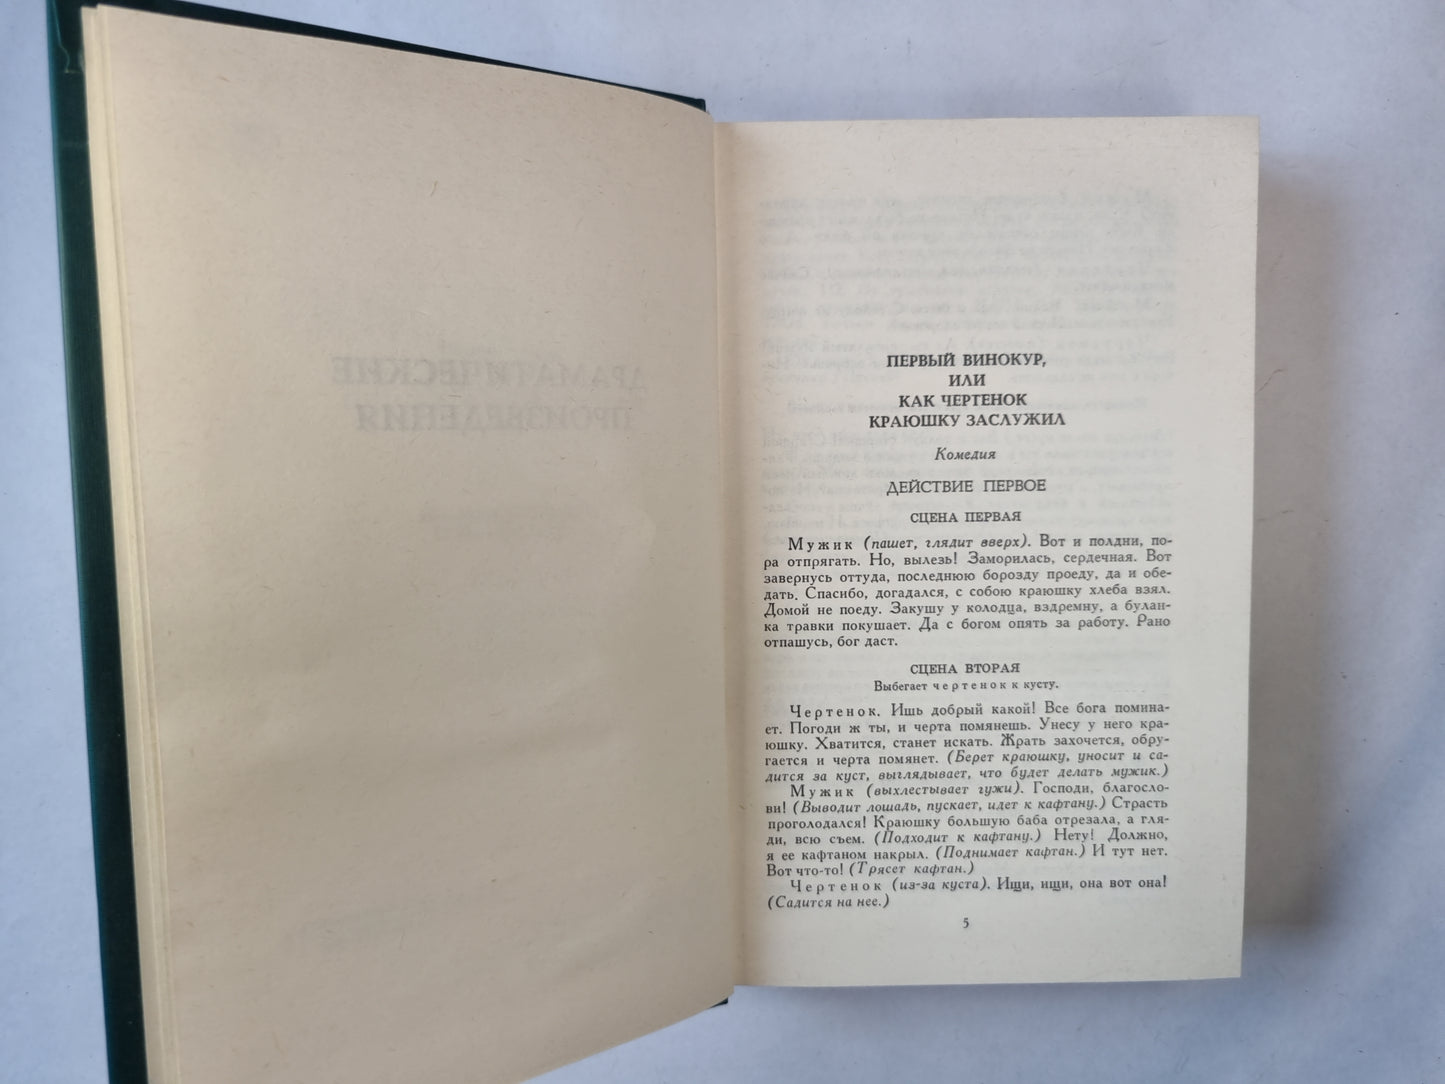 ПЕРВЫЙ ВИНОКУР,
ИЛИ
КАК ЧЕРТЕНОК
КРАЮШКУ ЗАСЛУЖИЛ
Комедия
ДЕЙСТВИЕ ПЕРВОЕ
СЦЕНА ПЕРВАЯ
Мужик (пашет, глядит вверх). Вот и полдни, по-
ра отпрягать. Но, вылезь! Заморилась, сердечная. Вот
завернусь оттуда, последнюю борозду проеду, да и обе-
дать. Спасибо, догадался, с собою краюшку хлеба взял.
Домой не поеду. Закушу у колодца, вздремну, а булан-
ка травки покушает. Да с богом опять за работу. Рано
отпашусь, бог даст.
СЦЕНА ВТОРАЯ
Выбегает чертенок к кусту.
Чертенок. Ишь добрый какой! Все бога поминa-
ет. Погоди ж ты, и черта помянешь. Унесу у него кра-
юшку. Хватится, станет искать. Жрать захочется, обру-
гается и черта помянет. (Берет краюшку, уносит и са-
дится за куст, выглядывает, что будет делать мужик.)
Мужик (выхлестывает гужи). Господи, благосло-
ви! (Выводит лошадь, пускает, идет к кафтану.) Страсть
проголодался! Краюшку большую баба отрезала, а гля-
ди, всю съем. (Подходит к кафтану.) Нету! Должно,
я ее кафтаном накрыл. (Поднимает кафтан.) И тут нет.
Вот что-то! (Трясет кафтан.)
Чертенок (из-за куста). Ищи, ищи, она вот она!
(Садится на нее.)
5